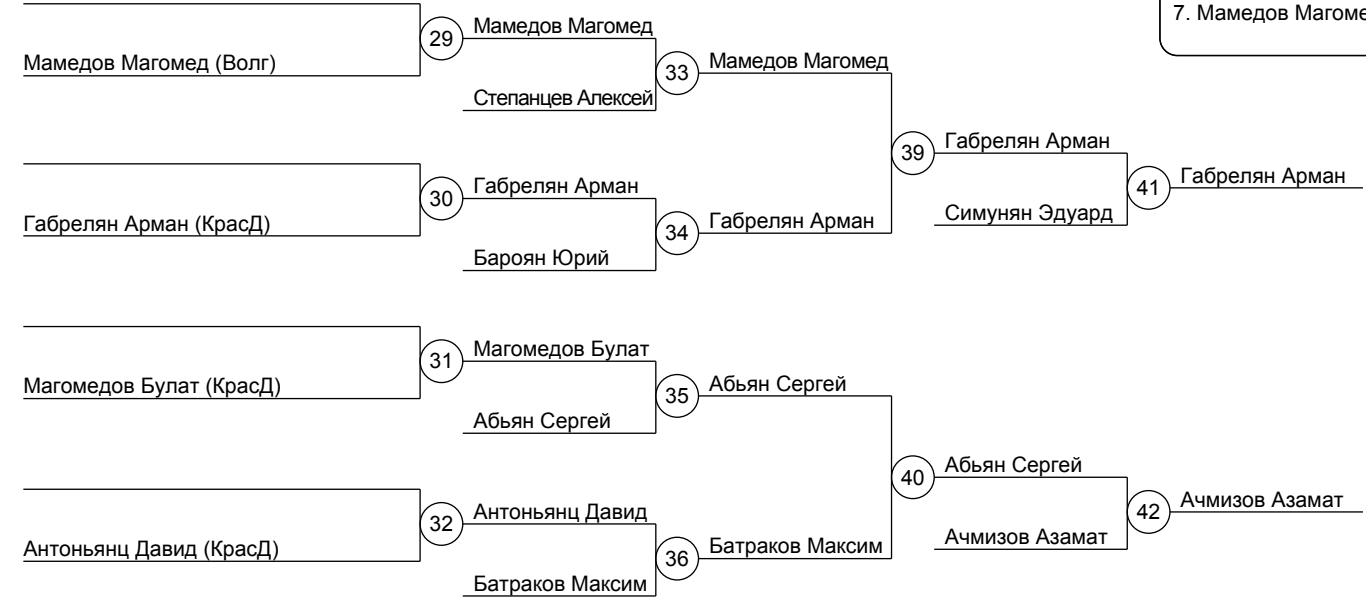 7. Мамедов Магоме
Мамедов Магомед (Волг)
29
Мамедов Магомед
Степанцев Алексей
33
Мамедов Магомед
Габрелян Арман (КрасД)
30
Габрелян Арман
Бароян Юрий
34
Габрелян Арман
39
Габрелян Арман
Симунян Эдуард
41
Габрелян Арман
Магомедов Булат (КрасД)
31
Магомедов Булат
Абьян Сергей
35
Абьян Сергей
Антоньянц Давид (КрасД)
32
Антоньянц Давид
Батраков Максим
36
Батраков Максим
40
Абьян Сергей
Ачмизов Азамат
42
Ачмизов Азамат